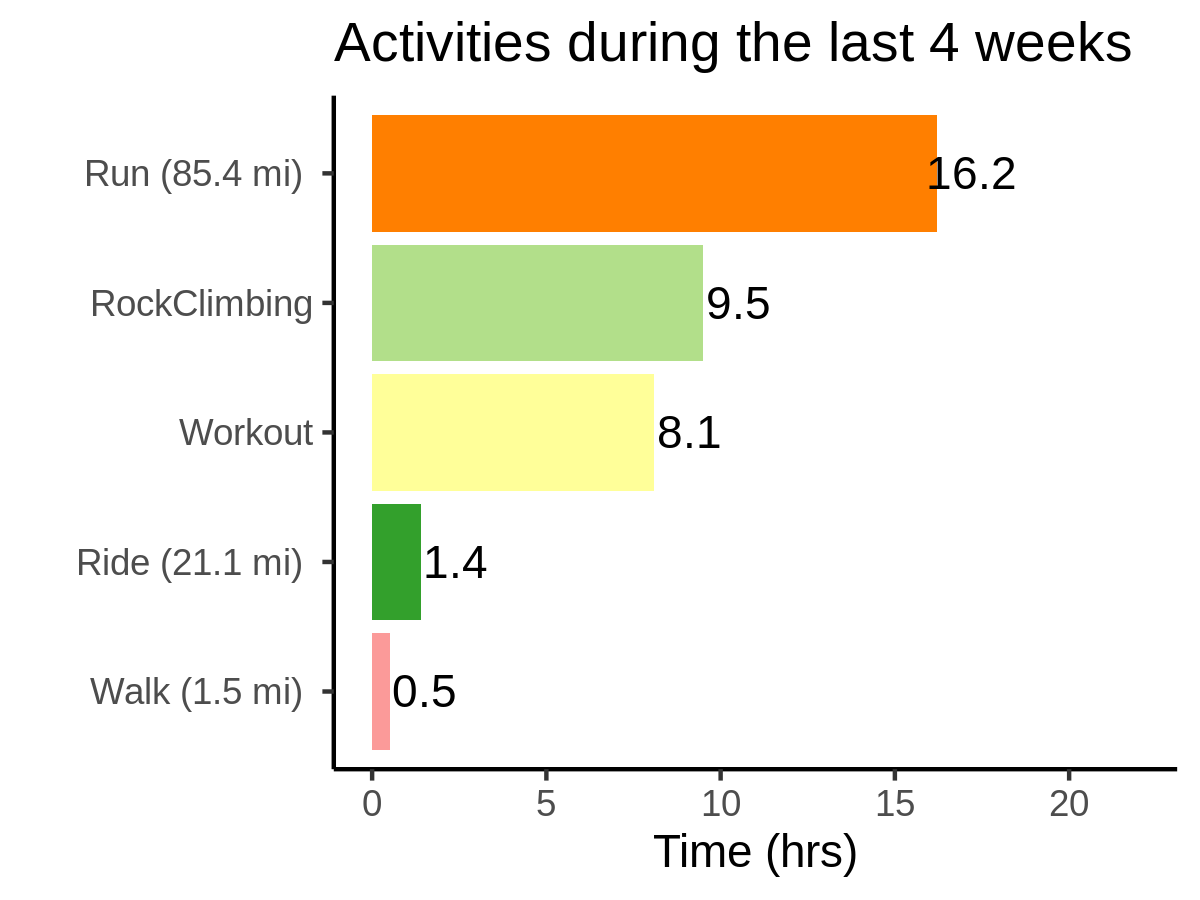 Activities during the last 4 weeks
Run (85.4 mi)
16.2
RockClimbing
9.5
Workout
8.1
Ride (21.1 mi)
1.4
Walk (1.5 mi)
0.5
0 5 10 15 20
Time (hrs)